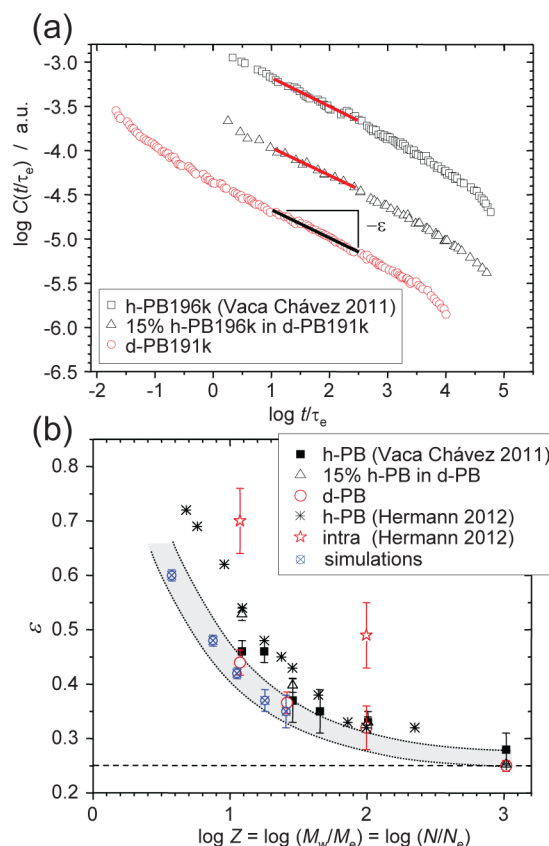 (a)
-3.0
-3.5
-4.0
-4.5
-5.0
-5.5
-6.0
-6.5
log C(t/τe) / a.u.
−ε
h-PB196k (Vaca Chávez 2011)
15% h-PB196k in d-PB191k
d-PB191k
-2 -1 0 1 2 3 4 5
log t/τe
(b)
0.8
0.7
0.6
0.5
0.4
0.3
0.2
ε
h-PB (Vaca Chávez 2011)
15% h-PB in d-PB
d-PB
h-PB (Hermann 2012)
intra (Hermann 2012)
simulations
0 1 2 3
log Z = log (Mw/Me) = log (N/Ne)